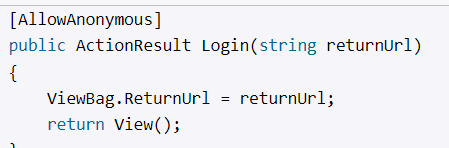 [AllowAnonymous]
public ActionResult Login(string returnUrl)
{
    ViewBag.ReturnUrl = returnUrl;
    return View();
}